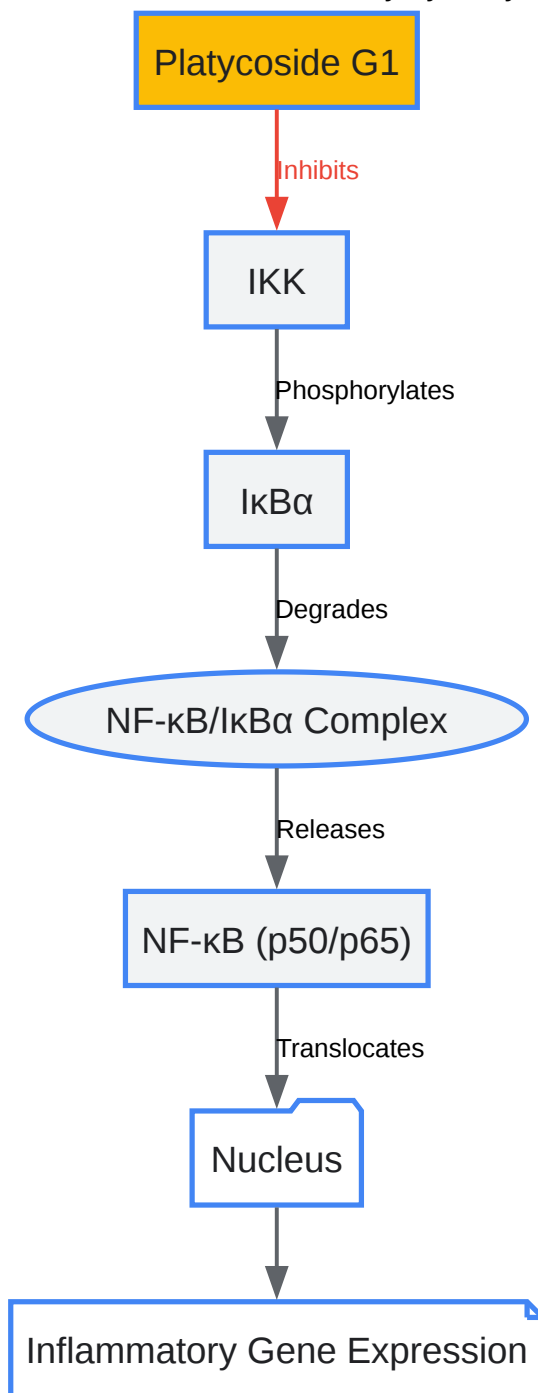 Platycoside G1
Inhibits
IKK
Phosphorylates
IκBα
Degrades
NF-κB/IκBα Complex
Releases
NF-κB (p50/p65)
Translocates
Nucleus
Inflammatory Gene Expression